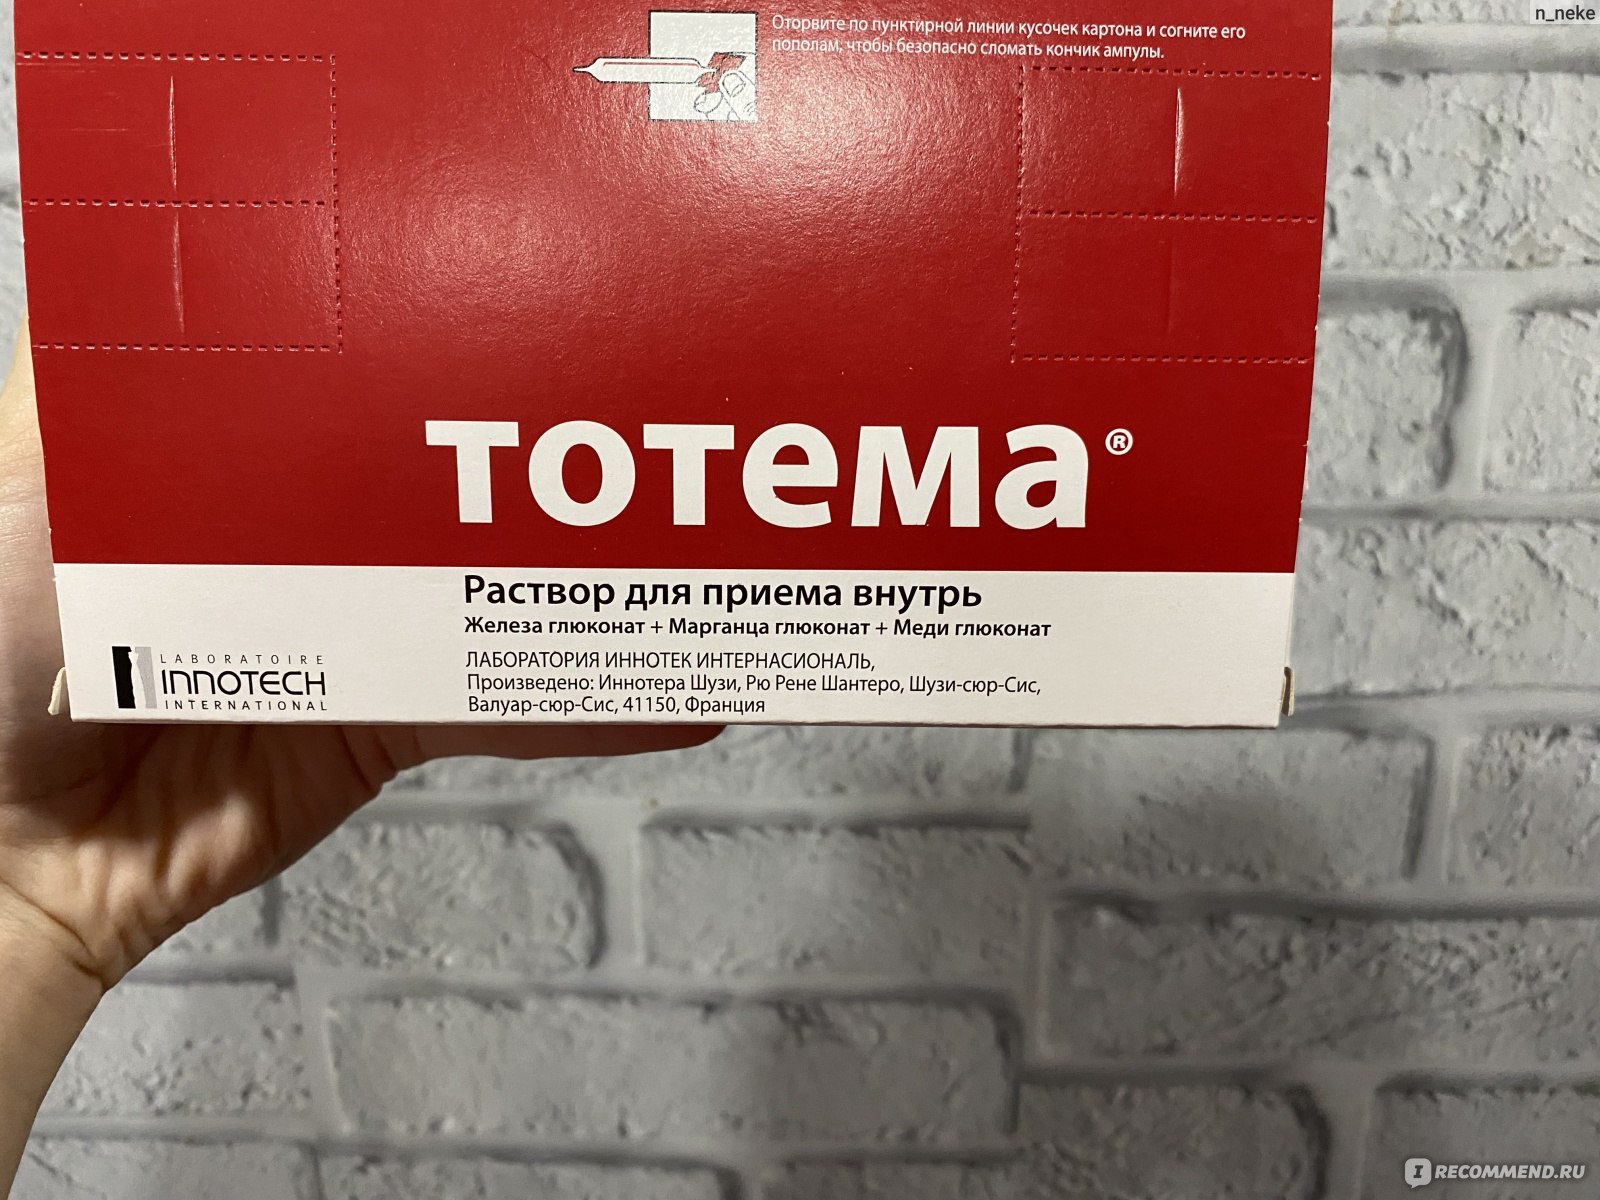 n_neke
Оторвите по пунктирной линии кусочек картона и согните его
пополам, чтобы безопасно сломать кончик ампулы.
тотема®
Раствор для приема внутрь
Железа глюконат + Марганца глюконат + Меди глюконат
LABORATOIRE
INNOTECH
INTERNATIONAL
ЛАБОРАТОРИЯ ИННОТЕК ИНТЕРНАСИОНАЛЬ,
Произведено: Иннотера Шузи, Рю Рене Шантеро, Шузи-сюр-Сис,
Валуар-сюр-Сис, 41150, Франция
IRECOMMEND.RU